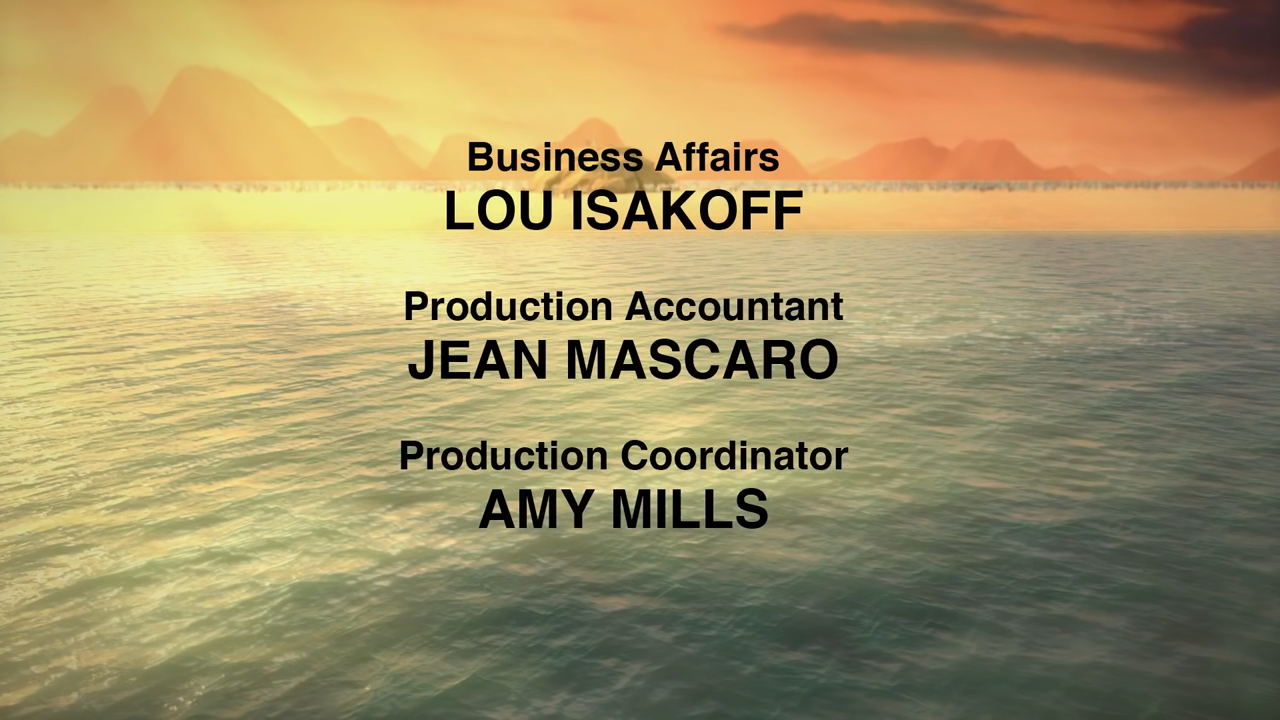 Business Affairs
LOU ISAKOFF
Production Accountant
JEAN MASCARO
Production Coordinator
AMY MILLS